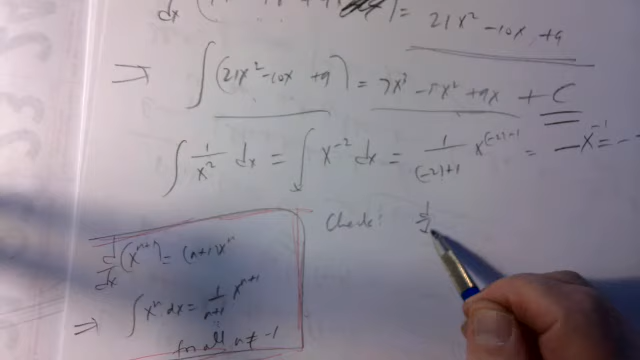 = 21x² -10x +9
⇒ ∫(21x² -10x +9) = 7x³ -5x² +9x + C
∫ 1/x² dx = ∫ x⁻² dx = 1/((-2)+1) x^((-2)+1) = -x⁻¹ =
Check: d
d/dx (xⁿ⁺¹) = (n+1)xⁿ
⇒ ∫ xⁿ dx = 1/(n+1) xⁿ⁺¹
for all n ≠ -1